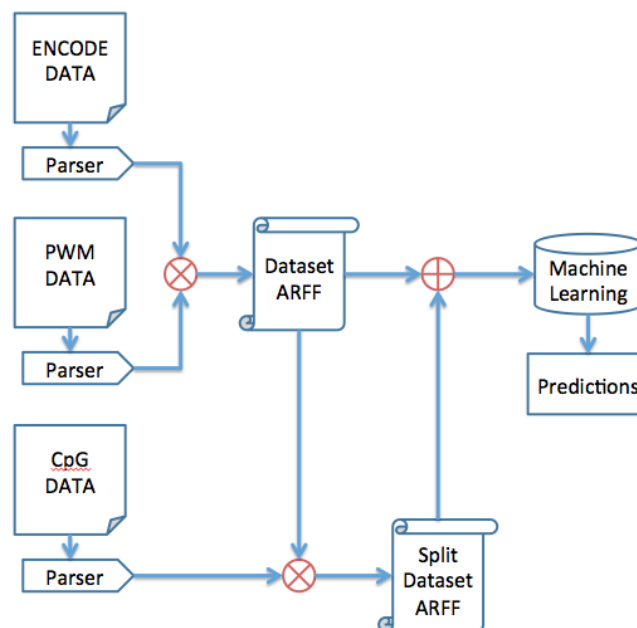 ENCODE
DATA
Parser
PWM
DATA
Parser
CpG
DATA
Parser
Dataset
ARFF
Split
Dataset
ARFF
Machine
Learning
Predictions